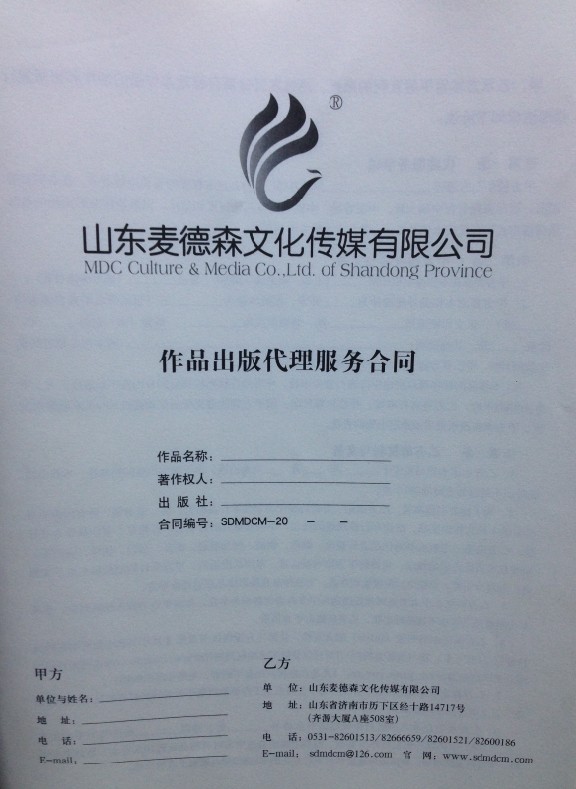 ®
山东麦德森文化传媒有限公司
MDC Culture & Media Co.,Ltd. of Shandong Province
作品出版代理服务合同
作品名称：
著作权人：
出 版 社：
合同编号：SDMDCM-20 - -
甲方
单位与姓名：
地 址：
电 话：
E-mail：
乙方
单 位：山东麦德森文化传媒有限公司
地 址：山东省济南市历下区经十路14717号
（齐源大厦A座508室）
电 话：0531-82601513/82666659/82601521/82600186
E-mail： sdmdcm@126.com 官 网：www.sdmdcm.com